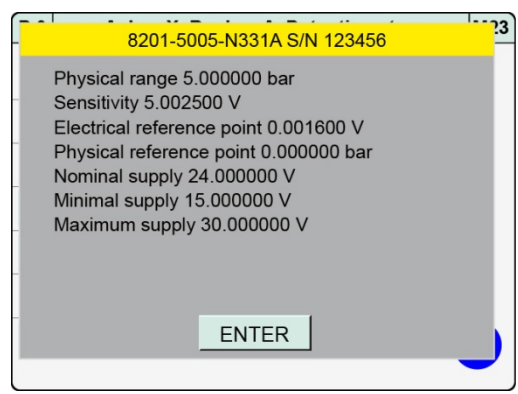 23
8201-5005-N331A S/N 123456
Physical range 5.000000 bar
Sensitivity 5.002500 V
Electrical reference point 0.001600 V
Physical reference point 0.000000 bar
Nominal supply 24.000000 V
Minimal supply 15.000000 V
Maximum supply 30.000000 V
ENTER